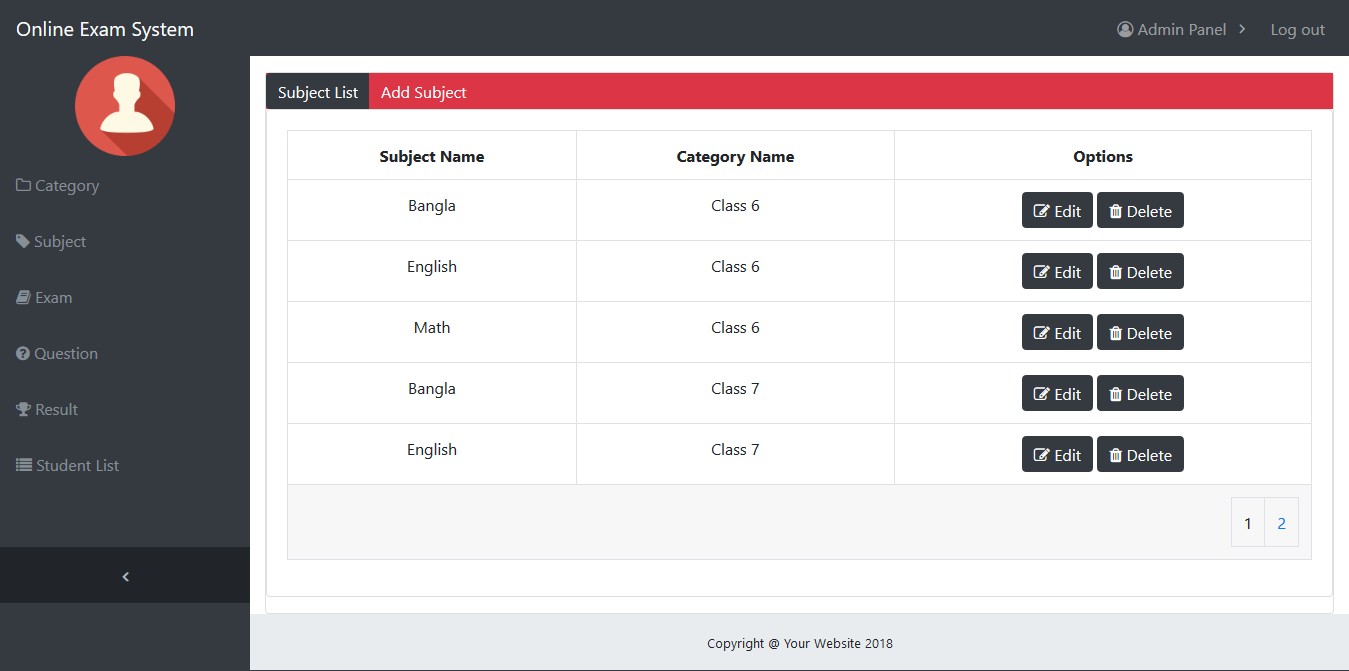 Online Exam System
Admin Panel
Log out
Category
Subject
Exam
Question
Result
Student List
Subject List Add Subject
Subject Name Category Name Options
Bangla Class 6 Edit Delete
English Class 6 Edit Delete
Math Class 6 Edit Delete
Bangla Class 7 Edit Delete
English Class 7 Edit Delete
1 2
Copyright @ Your Website 2018